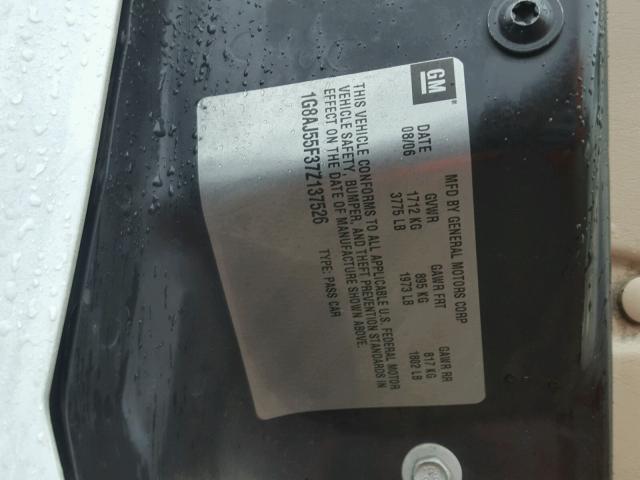 GM
MFD BY GENERAL MOTORS CORP
DATE GVWR GAWR FRT GAWR RR
08/06 1712 KG 895 KG 817 KG
3775 LB 1973 LB 1802 LB
THIS VEHICLE CONFORMS TO ALL APPLICABLE U.S. FEDERAL MOTOR
VEHICLE SAFETY, BUMPER, AND THEFT PREVENTION STANDARDS IN
EFFECT ON THE DATE OF MANUFACTURE SHOWN ABOVE.
1G8AJ55F37Z137526 TYPE: PASS CAR